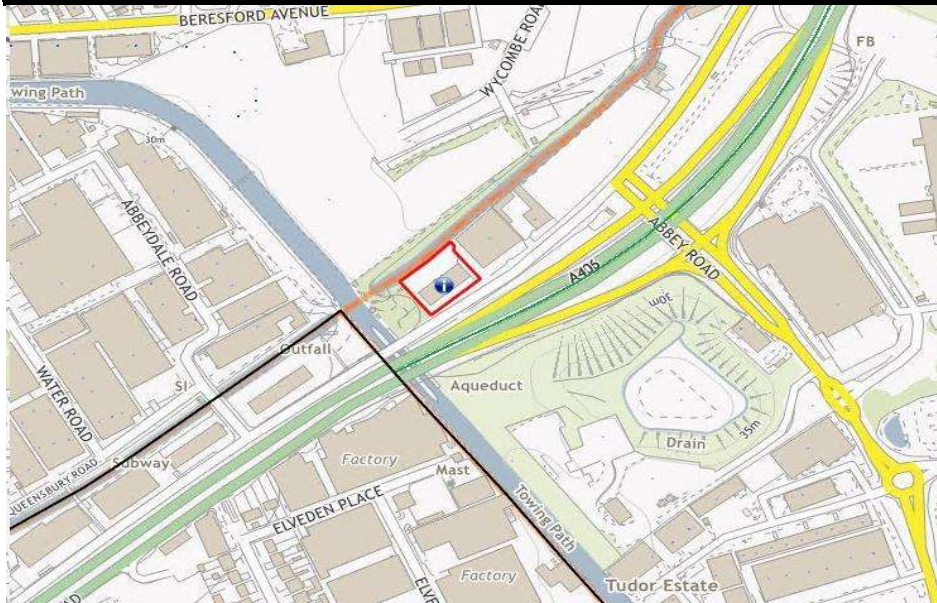 BERESFORD AVENUE
WYCOMBE ROAD
FB
wing Path
30m
ABBEYDALE ROAD
ABBEY ROAD
A406
i
30m
Outfall
WATER ROAD
SI
Aqueduct
Drain
35m
Subway
QUEENSBURY ROAD
Factory
Mast
ELVEDEN PLACE
Towing Path
Factory
Tudor Estate